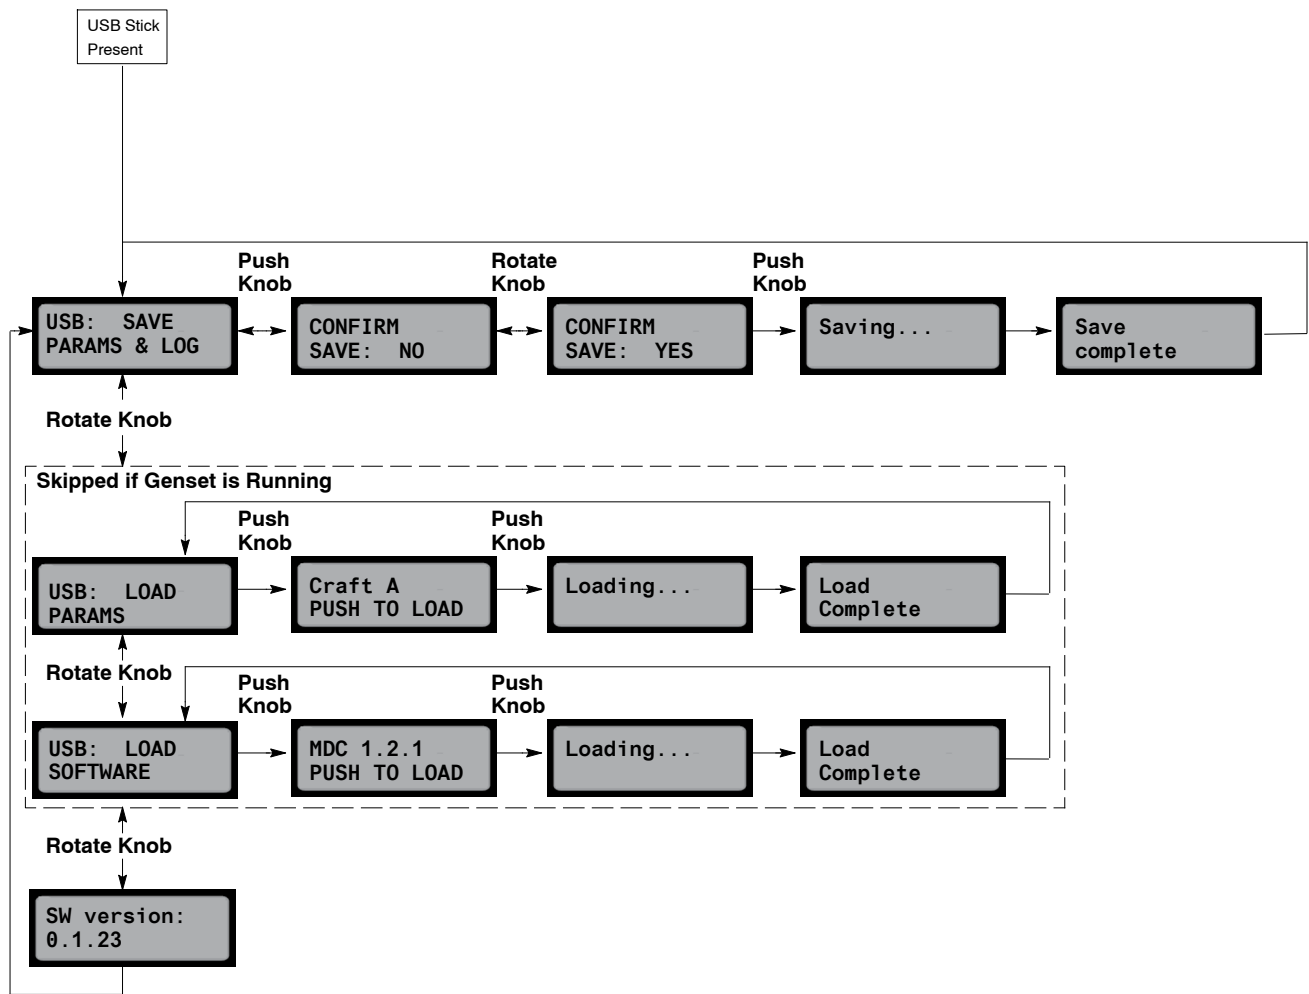 USB Stick
Present
Push
Knob
Rotate
Knob
Push
Knob
USB:  SAVE
PARAMS & LOG
CONFIRM
SAVE:  NO
CONFIRM
SAVE:  YES
Saving...
Save
complete
Rotate Knob
Skipped if Genset is Running
Push
Knob
Push
Knob
USB:  LOAD
PARAMS
Craft A
PUSH TO LOAD
Loading...
Load
Complete
Rotate Knob
Push
Knob
Push
Knob
USB:  LOAD
SOFTWARE
MDC 1.2.1
PUSH TO LOAD
Loading...
Load
Complete
Rotate Knob
SW version:
0.1.23